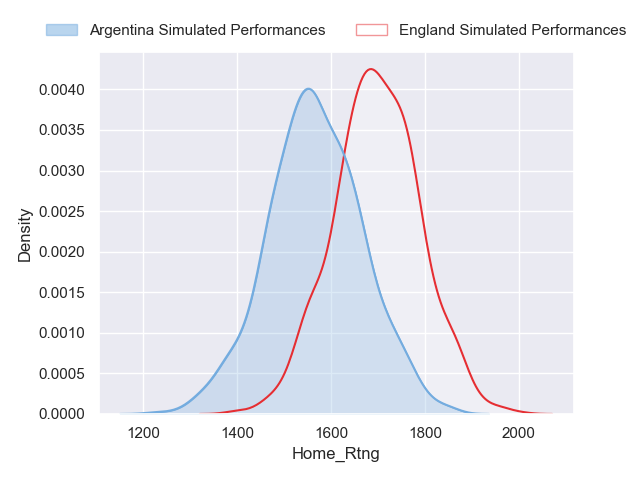 Argentina Simulated Performances England Simulated Performances
0.0040
0.0035
0.0030
0.0025
0.0020
0.0015
0.0010
0.0005
0.0000
Density
1200 1400 1600 1800 2000
Home_Rtng